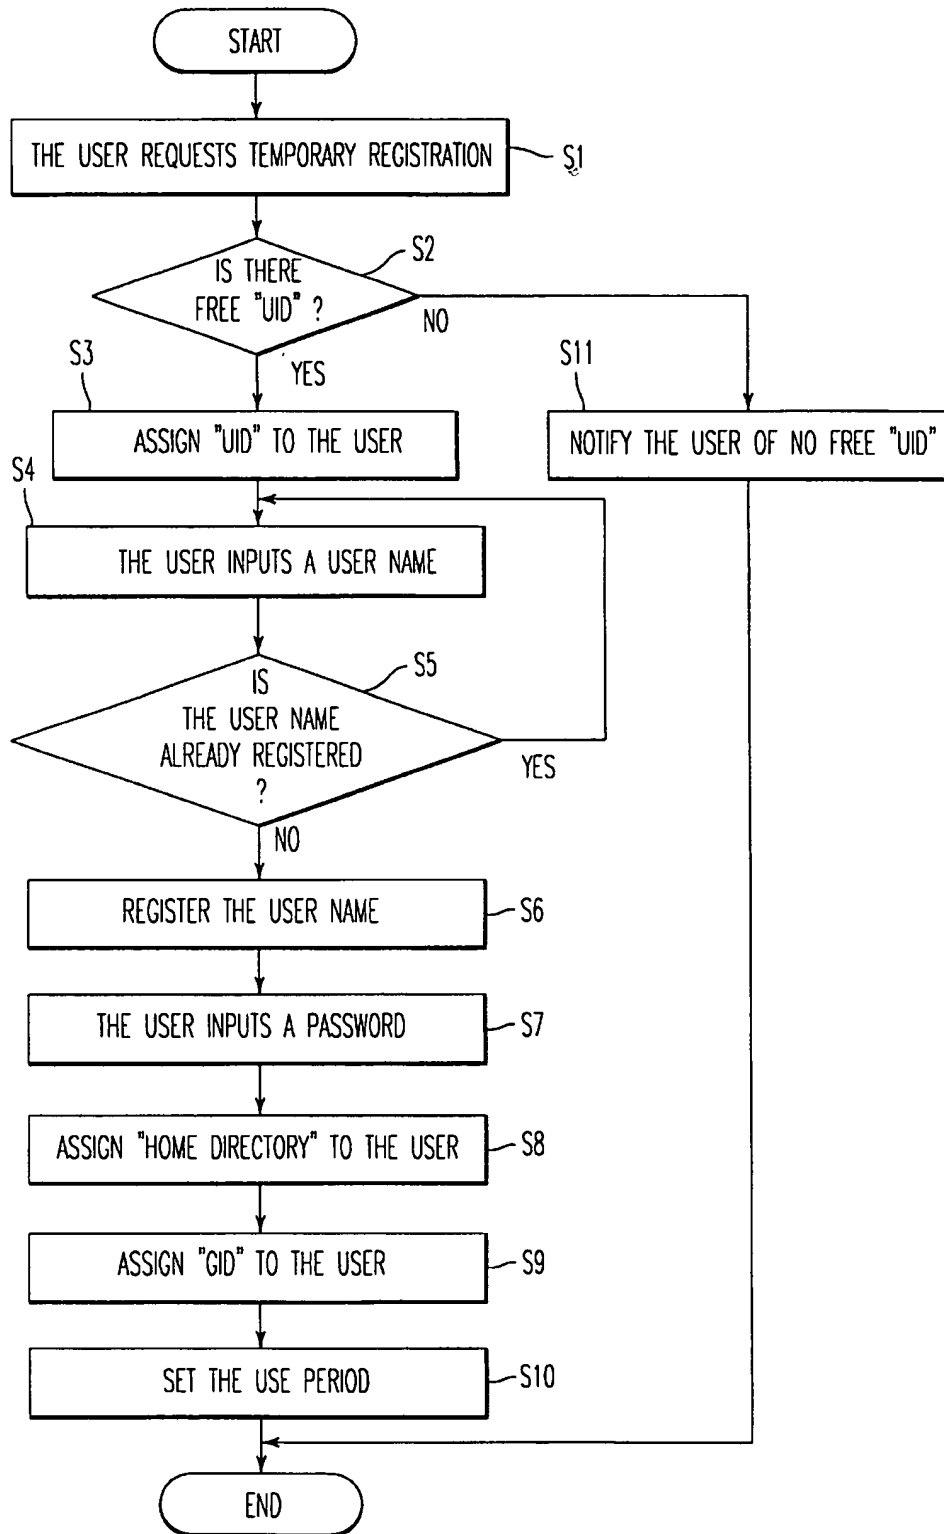 START
THE USER REQUESTS TEMPORARY REGISTRATION
S1
S2
IS THERE
FREE "UID" ?
NO
YES
S3
S11
ASSIGN "UID" TO THE USER
NOTIFY THE USER OF NO FREE "UID"
S4
THE USER INPUTS A USER NAME
S5
IS
THE USER NAME
ALREADY REGISTERED
?
YES
NO
REGISTER THE USER NAME
S6
THE USER INPUTS A PASSWORD
S7
ASSIGN "HOME DIRECTORY" TO THE USER
S8
ASSIGN "GID" TO THE USER
S9
SET THE USE PERIOD
S10
END